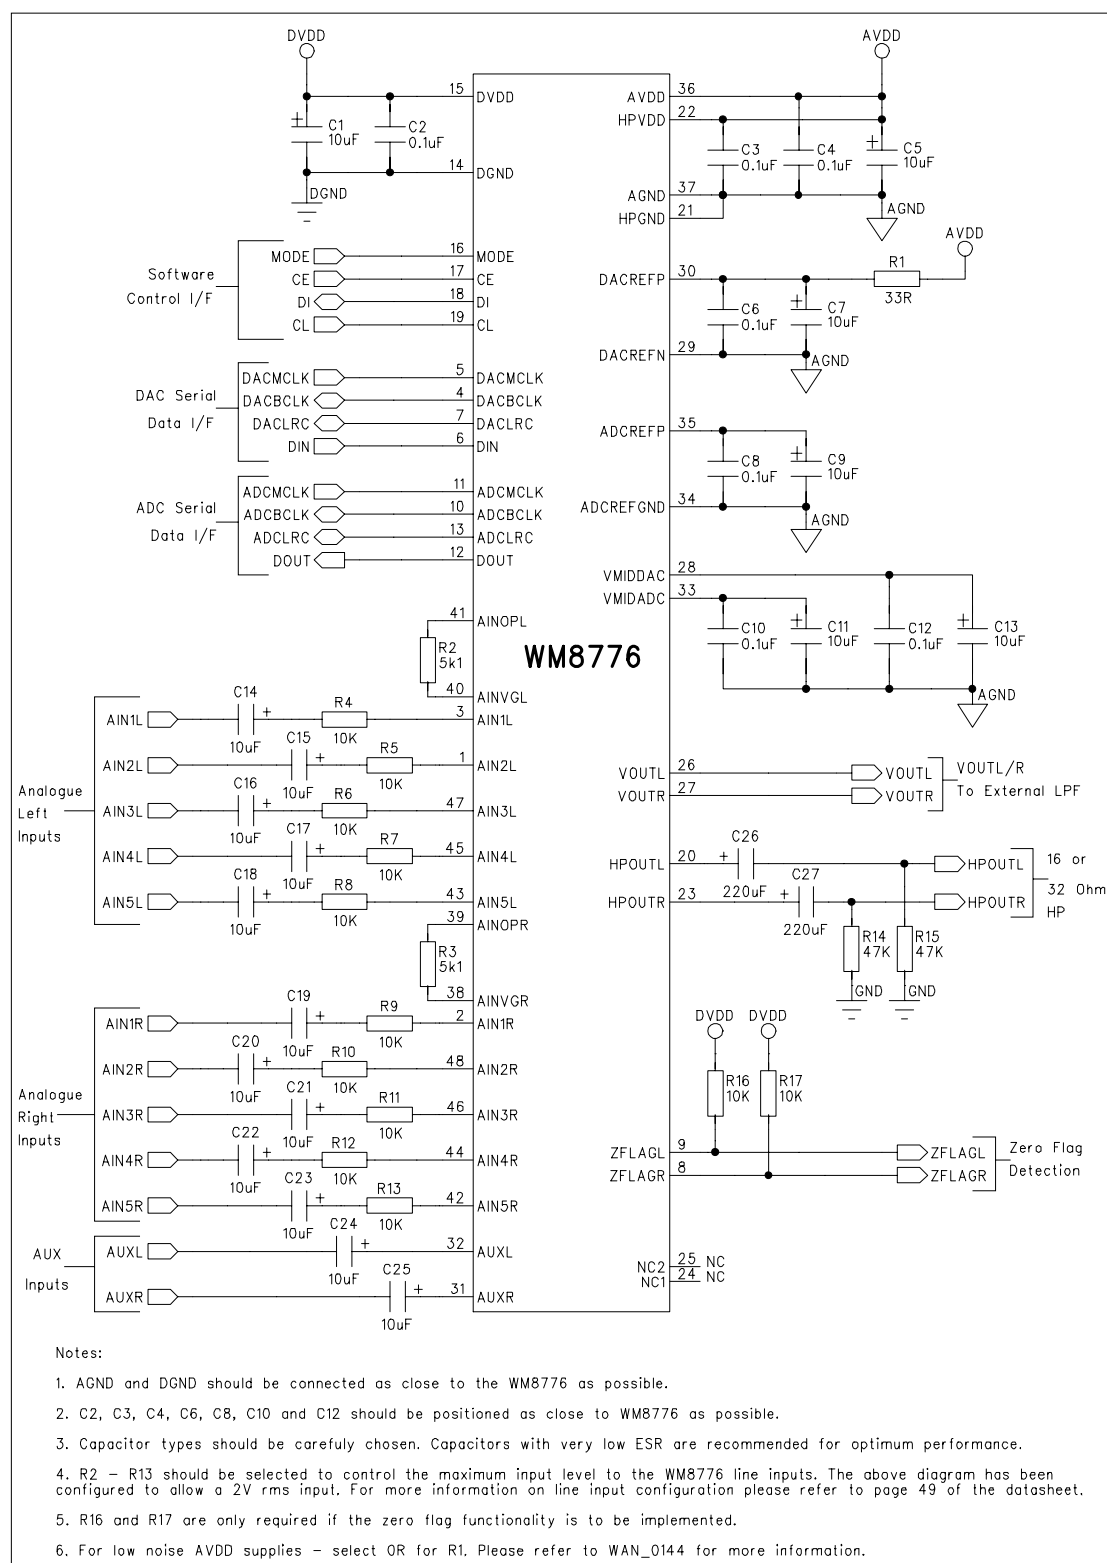 DVDD
AVDD
15 DVDD
C1 10uF
C2 0.1uF
14 DGND
DGND
AVDD 36
HPVDD 22
C3 0.1uF
C4 0.1uF
C5 10uF
AGND 37
HPGND 21
AGND
Software
Control I/F
MODE 16 MODE
CE 17 CE
DI 18 DI
CL 19 CL
AVDD
DACREFP 30
R1
33R
C6 0.1uF
C7 10uF
DACREFN 29
AGND
DAC Serial
Data I/F
DACMCLK 5 DACMCLK
DACBCLK 4 DACBCLK
DACLRC 7 DACLRC
DIN 6 DIN
ADCREFP 35
C8 0.1uF
C9 10uF
ADCREFGND 34
AGND
ADC Serial
Data I/F
ADCMCLK 11 ADCMCLK
ADCBCLK 10 ADCBCLK
ADCLRC 13 ADCLRC
DOUT 12 DOUT
VMIDDAC 28
VMIDADC 33
C10 0.1uF
C11 10uF
C12 0.1uF
C13 10uF
AGND
41 AINOPL
R2
5k1
40 AINVGL
WM8776
Analogue
Left
Inputs
AIN1L C14 10uF R4 10K 3 AIN1L
AIN2L C15 10uF R5 10K 1 AIN2L
AIN3L C16 10uF R6 10K 47 AIN3L
AIN4L C17 10uF R7 10K 45 AIN4L
AIN5L C18 10uF R8 10K 43 AIN5L
VOUTL 26 VOUTL
VOUTR 27 VOUTR
VOUTL/R
To External LPF
HPOUTL 20 C26 220uF HPOUTL
HPOUTR 23 C27 220uF HPOUTR
16 or
32 Ohm
HP
R14 47K
R15 47K
GND
GND
39 AINOPR
R3
5k1
38 AINVGR
Analogue
Right
Inputs
AIN1R C19 10uF R9 10K 2 AIN1R
AIN2R C20 10uF R10 10K 48 AIN2R
AIN3R C21 10uF R11 10K 46 AIN3R
AIN4R C22 10uF R12 10K 44 AIN4R
AIN5R C23 10uF R13 10K 42 AIN5R
DVDD DVDD
R16 10K
R17 10K
ZFLAGL 9 ZFLAGL
ZFLAGR 8 ZFLAGR
Zero Flag
Detection
AUX
Inputs
AUXL C24 10uF 32 AUXL
AUXR C25 10uF 31 AUXR
NC2 25 NC
NC1 24 NC
Notes:
1. AGND and DGND should be connected as close to the WM8776 as possible.
2. C2, C3, C4, C6, C8, C10 and C12 should be positioned as close to WM8776 as possible.
3. Capacitor types should be carefuly chosen. Capacitors with very low ESR are recommended for optimum performance.
4. R2 – R13 should be selected to control the maximum input level to the WM8776 line inputs. The above diagram has been
configured to allow a 2V rms input. For more information on line input configuration please refer to page 49 of the datasheet.
5. R16 and R17 are only required if the zero flag functionality is to be implemented.
6. For low noise AVDD supplies – select 0R for R1. Please refer to WAN_0144 for more information.